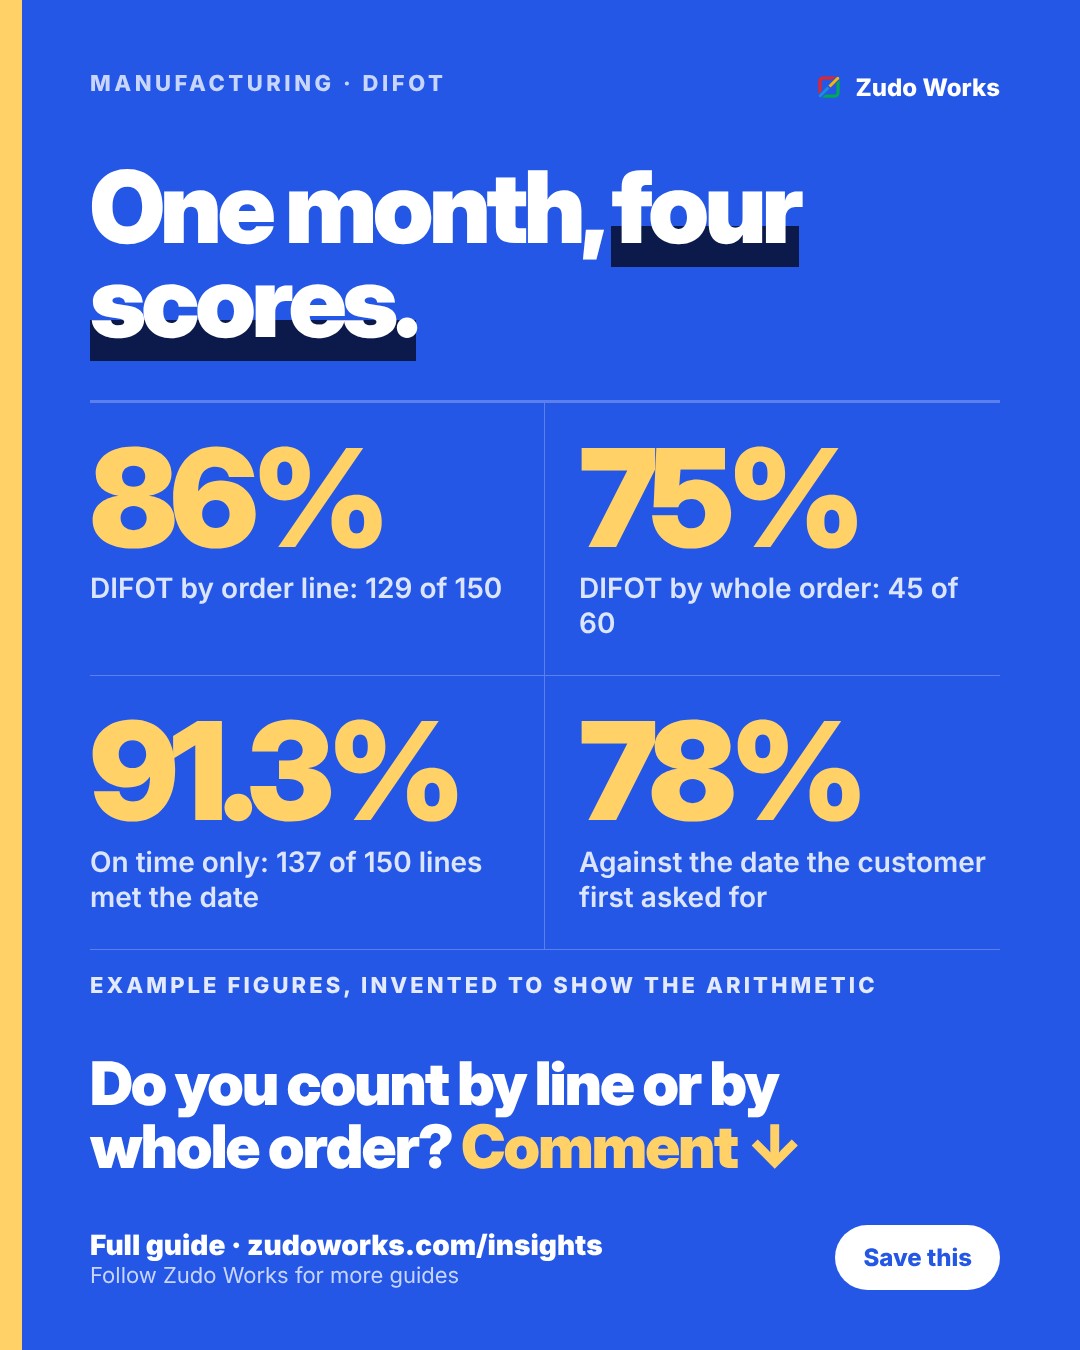 MANUFACTURING · DIFOT
Zudo Works
One month, four
scores.
86%
DIFOT by order line: 129 of 150
75%
DIFOT by whole order: 45 of
60
91.3%
On time only: 137 of 150 lines
met the date
78%
Against the date the customer
first asked for
EXAMPLE FIGURES, INVENTED TO SHOW THE ARITHMETIC
Do you count by line or by
whole order? Comment ↓
Full guide · zudoworks.com/insights
Follow Zudo Works for more guides
Save this